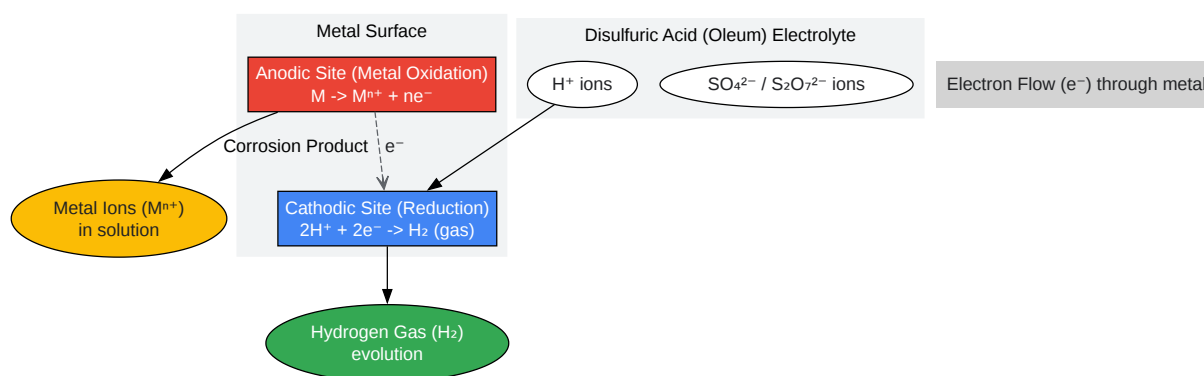 Metal Surface
Disulfuric Acid (Oleum) Electrolyte
Anodic Site (Metal Oxidation)
M -> Mⁿ⁺ + ne⁻
H⁺ ions
SO₄²⁻ / S₂O₇²⁻ ions
Electron Flow (e⁻) through metal
Corrosion Product
e⁻
Metal Ions (Mⁿ⁺)
in solution
Cathodic Site (Reduction)
2H⁺ + 2e⁻ -> H₂ (gas)
Hydrogen Gas (H₂)
evolution